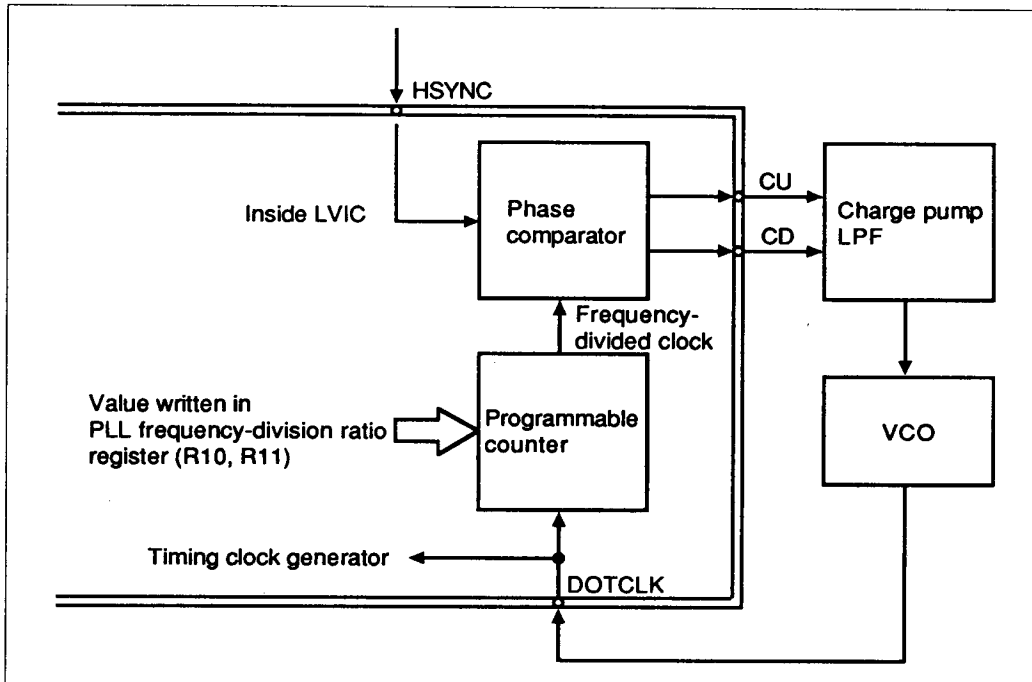 HSYNC
Inside LVIC
Phase
comparator
CU
CD
Charge pump
LPF
Frequency-
divided clock
Value written in
PLL frequency-division ratio
register (R10, R11)
Programmable
counter
VCO
Timing clock generator
DOTCLK